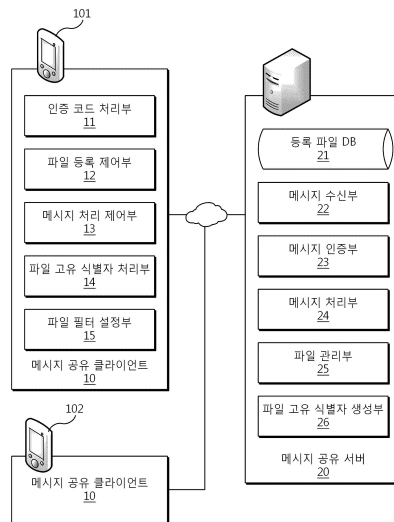 101
인증 코드 처리부
11
파일 등록 제어부
12
메시지 처리 제어부
13
파일 고유 식별자 처리부
14
파일 필터 설정부
15
메시지 공유 클라이언트
10
102
메시지 공유 클라이언트
10
등록 파일 DB
21
메시지 수신부
22
메시지 인증부
23
메시지 처리부
24
파일 관리부
25
파일 고유 식별자 생성부
26
메시지 공유 서버
20